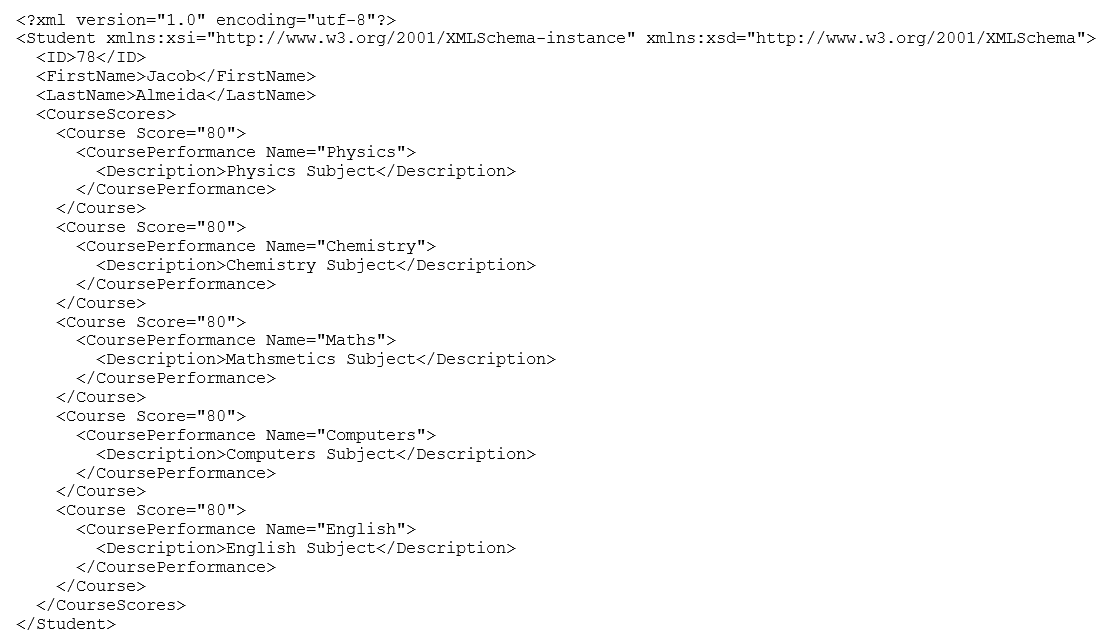 <?xml version="1.0" encoding="utf-8"?>
<Student xmlns:xsi="http://www.w3.org/2001/XMLSchema-instance" xmlns:xsd="http://www.w3.org/2001/XMLSchema">
  <ID>78</ID>
  <FirstName>Jacob</FirstName>
  <LastName>Almeida</LastName>
  <CourseScores>
    <Course Score="80">
      <CoursePerformance Name="Physics">
        <Description>Physics Subject</Description>
      </CoursePerformance>
    </Course>
    <Course Score="80">
      <CoursePerformance Name="Chemistry">
        <Description>Chemistry Subject</Description>
      </CoursePerformance>
    </Course>
    <Course Score="80">
      <CoursePerformance Name="Maths">
        <Description>Mathsmetics Subject</Description>
      </CoursePerformance>
    </Course>
    <Course Score="80">
      <CoursePerformance Name="Computers">
        <Description>Computers Subject</Description>
      </CoursePerformance>
    </Course>
    <Course Score="80">
      <CoursePerformance Name="English">
        <Description>English Subject</Description>
      </CoursePerformance>
    </Course>
  </CourseScores>
</Student>